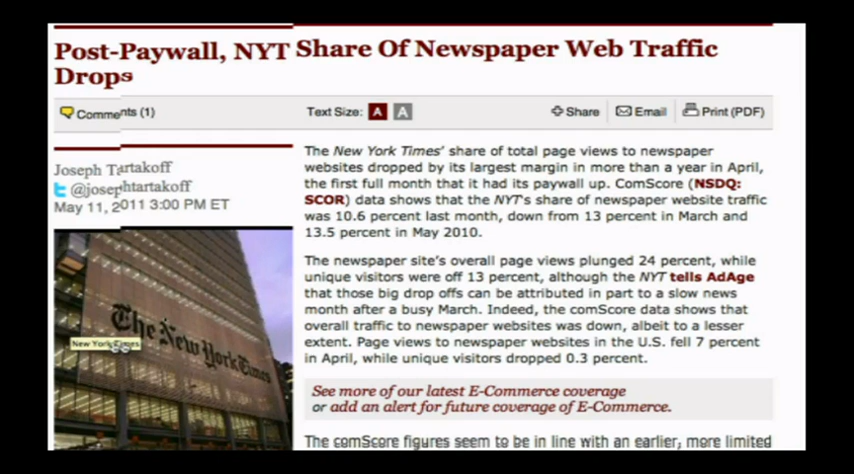 Post-Paywall, NYT Share Of Newspaper Web Traffic
Drops
Comments (1)
Text Size: A A
Share Email Print (PDF)
Joseph Tartakoff
@josephtartakoff
May 11, 2011 3:00 PM ET
The New York Times
New York Times
The New York Times' share of total page views to newspaper
websites dropped by its largest margin in more than a year in April,
the first full month that it had its paywall up. ComScore (NSDQ:
SCOR) data shows that the NYT's share of newspaper website traffic
was 10.6 percent last month, down from 13 percent in March and
13.5 percent in May 2010.
The newspaper site's overall page views plunged 24 percent, while
unique visitors were off 13 percent, although the NYT tells AdAge
that those big drop offs can be attributed in part to a slow news
month after a busy March. Indeed, the comScore data shows that
overall traffic to newspaper websites was down, albeit to a lesser
extent. Page views to newspaper websites in the U.S. fell 7 percent
in April, while unique visitors dropped 0.3 percent.
See more of our latest E-Commerce coverage
or add an alert for future coverage of E-Commerce.
The comScore figures seem to be in line with an earlier, more limited